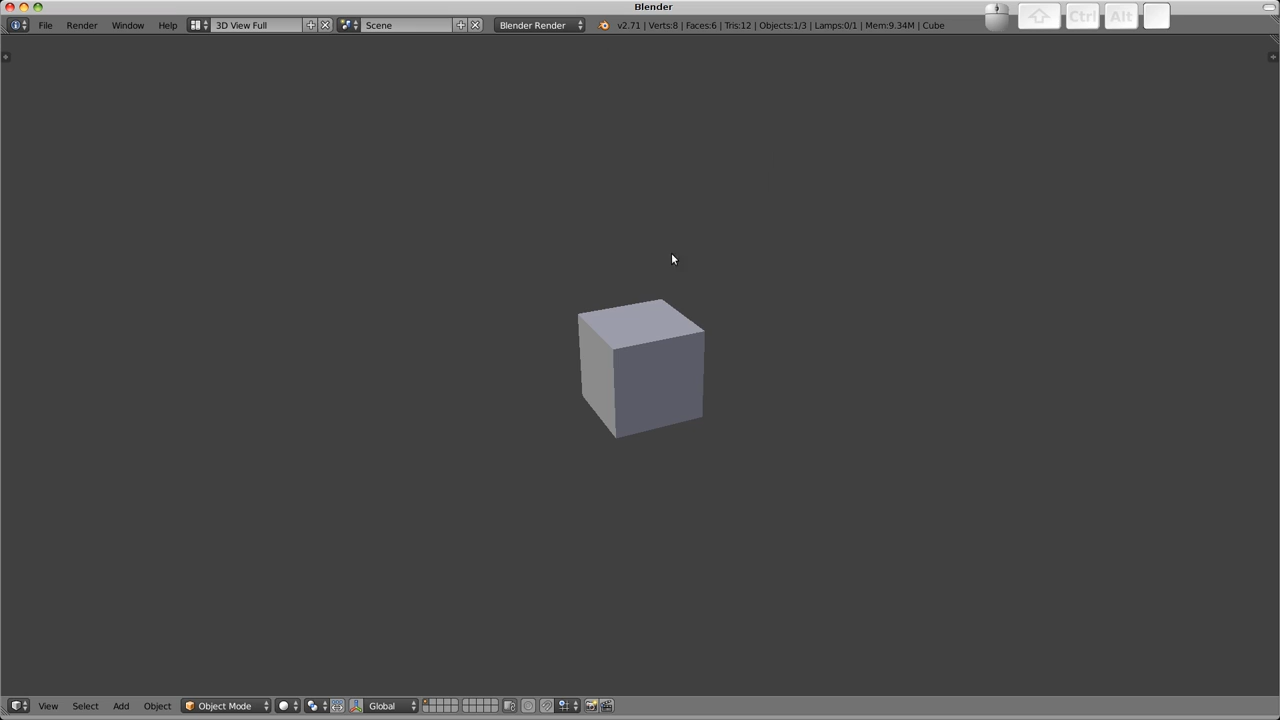 Blender
File Render Window Help 3D View Full Scene Blender Render v2.71 | Verts:8 | Faces:6 | Tris:12 | Objects:1/3 | Lamps:0/1 | Mem:9.34M | Cube
Ctrl Alt
View Select Add Object Object Mode Global